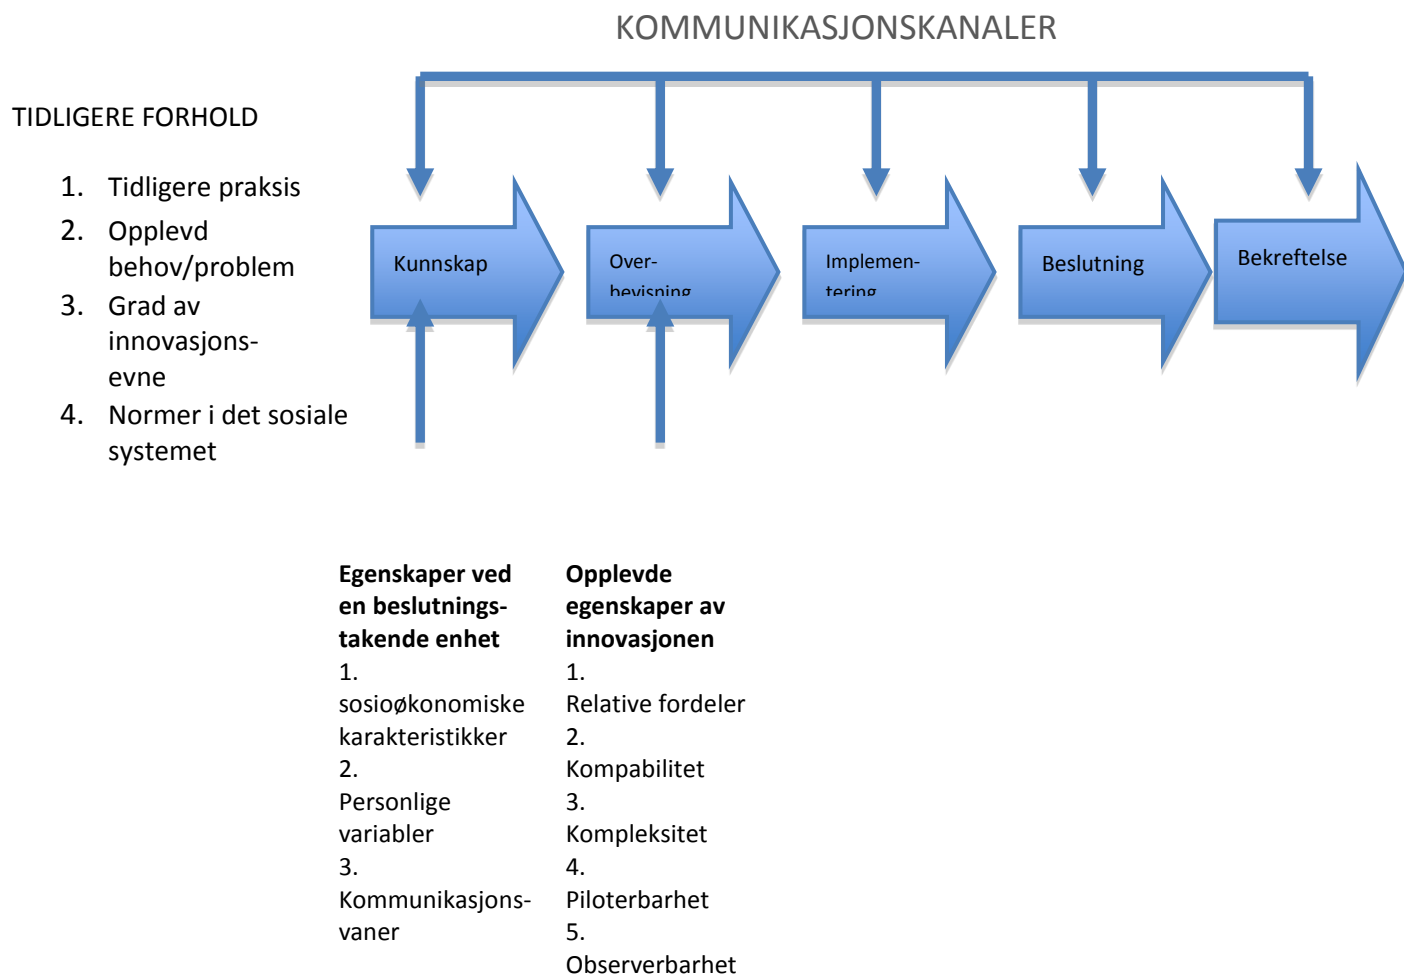 KOMMUNIKASJONSKANALER
TIDLIGERE FORHOLD
1. Tidligere praksis
2. Opplevd
behov/problem
3. Grad av
innovasjons-
evne
4. Normer i det sosiale
systemet
Kunnskap
Over-
bevisning
Implemen-
tering
Beslutning
Bekreftelse
Egenskaper ved
en beslutnings-
takende enhet
1.
sosioøkonomiske
karakteristikker
2.
Personlige
variabler
3.
Kommunikasjons-
vaner
Opplevde
egenskaper av
innovasjonen
1.
Relative fordeler
2.
Kompabilitet
3.
Kompleksitet
4.
Piloterbarhet
5.
Observerbarhet